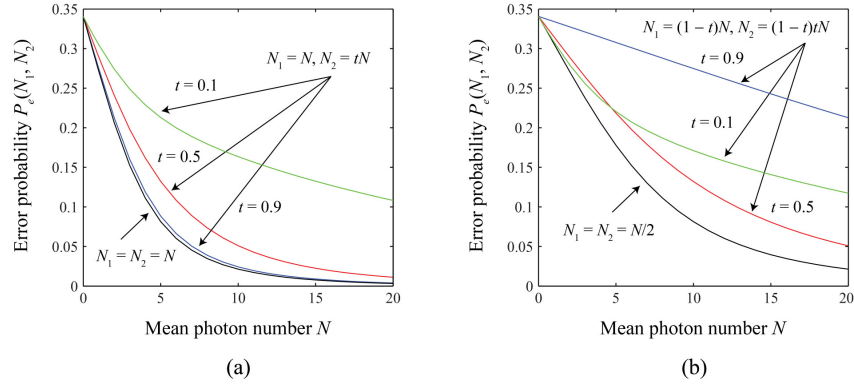 0.35
0.3
0.25
0.2
0.15
0.1
0.05
0
Error probability P_e(N_1, N_2)
N_1 = N, N_2 = tN
t = 0.1
t = 0.5
t = 0.9
N_1 = N_2 = N
0 5 10 15 20
Mean photon number N
(a)
0.35
0.3
0.25
0.2
0.15
0.1
0.05
0
Error probability P_e(N_1, N_2)
N_1 = (1 − t)N, N_2 = (1 − t)tN
t = 0.9
t = 0.1
t = 0.5
N_1 = N_2 = N/2
0 5 10 15 20
Mean photon number N
(b)